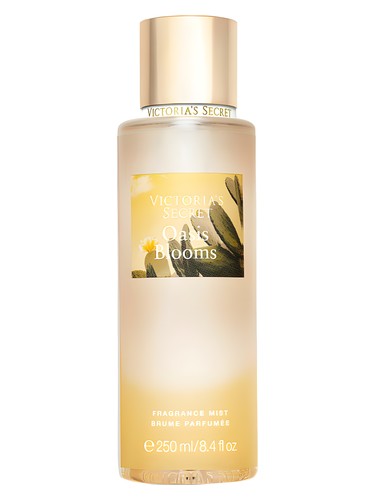 VICTORIA'S SECRET
VICTORIA'S
SECRET
Oasis
Blooms
FRAGRANCE MIST
BRUME PARFUMÉE
℮ 250 ml/8.4 fl oz